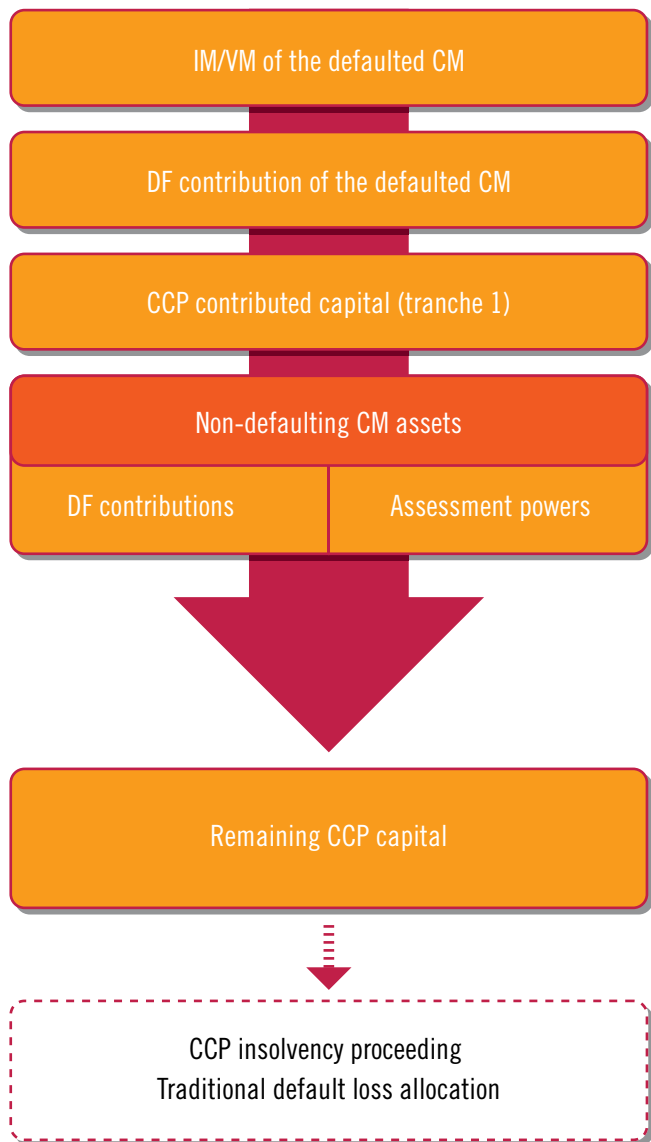 IM/VM of the defaulted CM
DF contribution of the defaulted CM
CCP contributed capital (tranche 1)
Non-defaulting CM assets
DF contributions
Assessment powers
Remaining CCP capital
CCP insolvency proceeding
Traditional default loss allocation